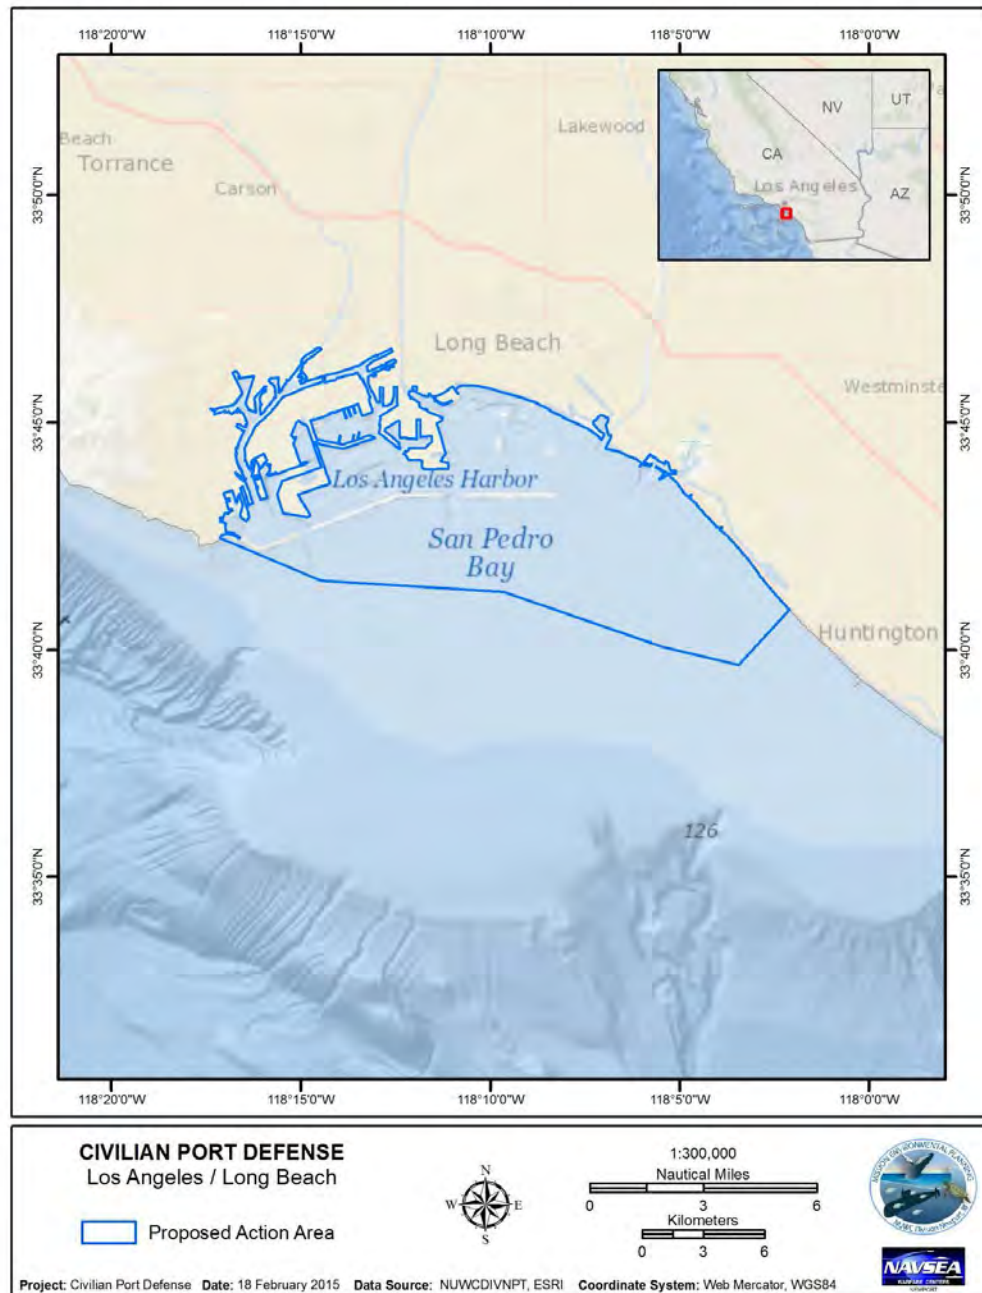 118°20'0"W 118°15'0"W 118°10'0"W 118°5'0"W 118°0'0"W
NV
UT
CA
Los Angeles
AZ
Lakewood
Beach
Torrance
Carson
33°50'0"N
33°50'0"N
Long Beach
Westminste
33°45'0"N
33°45'0"N
Los Angeles Harbor
San Pedro
Bay
Huntington
33°40'0"N
33°40'0"N
126
33°35'0"N
33°35'0"N
118°20'0"W 118°15'0"W 118°10'0"W 118°5'0"W 118°0'0"W
CIVILIAN PORT DEFENSE
Los Angeles / Long Beach
Proposed Action Area
N
W E
S
1:300,000
Nautical Miles
0 3 6
Kilometers
0 3 6
MISSION ENVIRONMENTAL PLANNING
NAVSEA
WARFARE CENTERS
NEWPORT
Project: Civilian Port Defense Date: 18 February 2015 Data Source: NUWCDIVNPT, ESRI Coordinate System: Web Mercator, WGS84